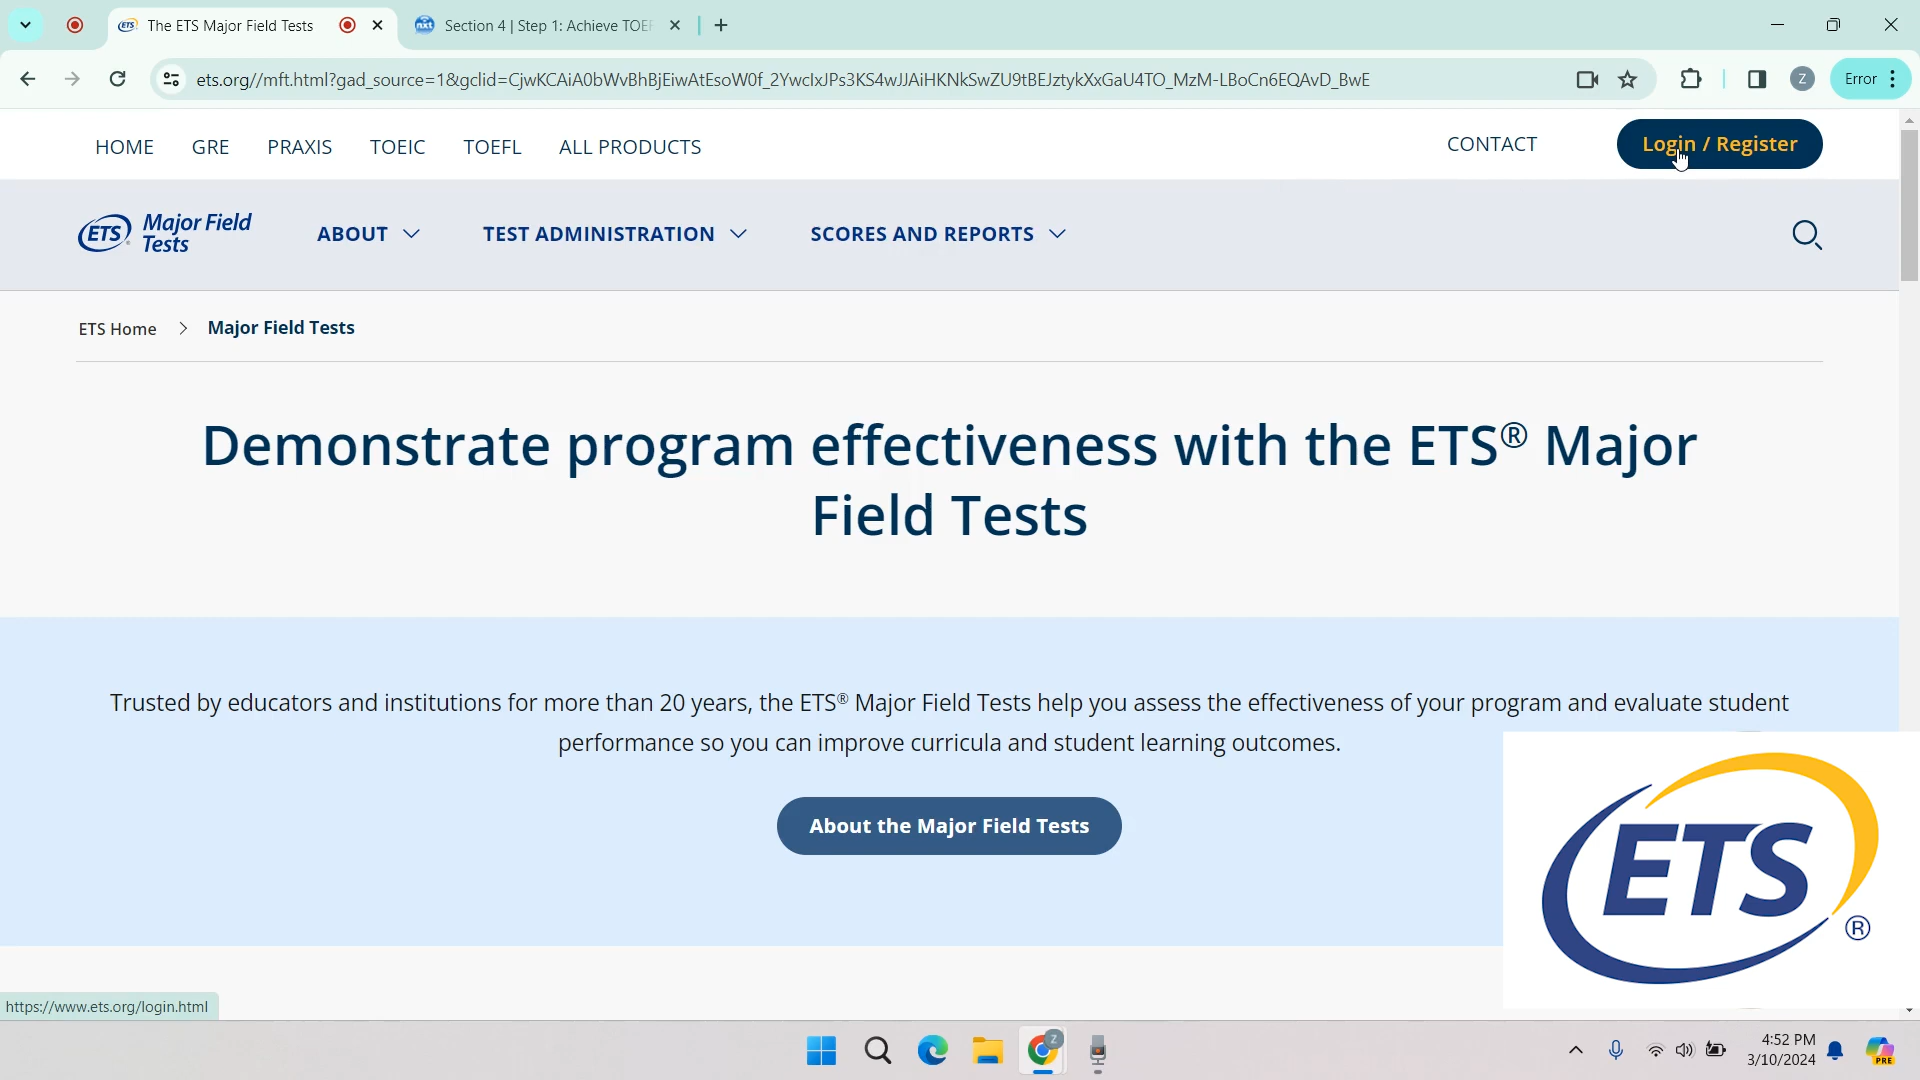 The ETS Major Field Tests
Section 4 | Step 1: Achieve TOEF
ets.org//mft.html?gad_source=1&gclid=CjwKCAiA0bWvBhBjEiwAtEsoW0f_2YwclxJPs3KS4wJJAiHKNkSwZU9tBEJztykXxGaU4TO_MzM-LBoCn6EQAvD_BwE
Z
Error
HOME GRE PRAXIS TOEIC TOEFL ALL PRODUCTS CONTACT Login / Register
ETS Major Field
Tests
ABOUT TEST ADMINISTRATION SCORES AND REPORTS
ETS Home > Major Field Tests
Demonstrate program effectiveness with the ETS® Major
Field Tests
Trusted by educators and institutions for more than 20 years, the ETS® Major Field Tests help you assess the effectiveness of your program and evaluate student
performance so you can improve curricula and student learning outcomes.
About the Major Field Tests
ETS®
https://www.ets.org/login.html
4:52 PM
3/10/2024
PRE